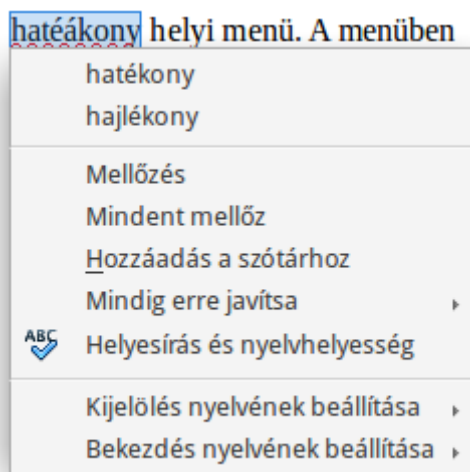 hatéákony helyi menü. A menüben
hatékony
hajlékony
Mellőzés
Mindent mellőz
Hozzáadás a szótárhoz
Mindig erre javítsa
ABC Helyesírás és nyelvhelyesség
Kijelölés nyelvének beállítása
Bekezdés nyelvének beállítása